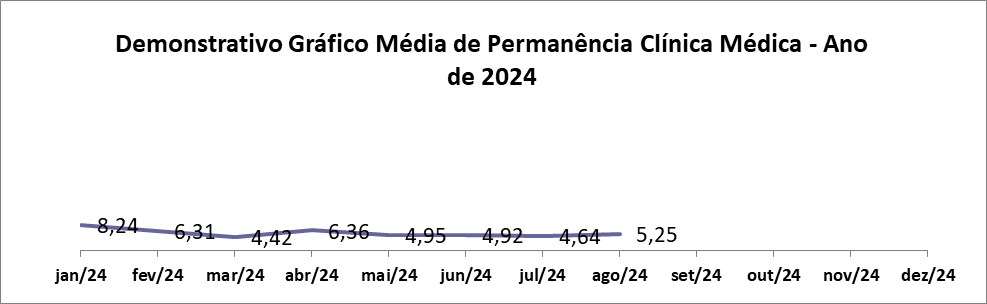 Demonstrativo Gráfico Média de Permanência Clínica Médica - Ano
de 2024
8,24 6,31 4,42 6,36 4,95 4,92 4,64 5,25
jan/24 fev/24 mar/24 abr/24 mai/24 jun/24 jul/24 ago/24 set/24 out/24 nov/24 dez/24